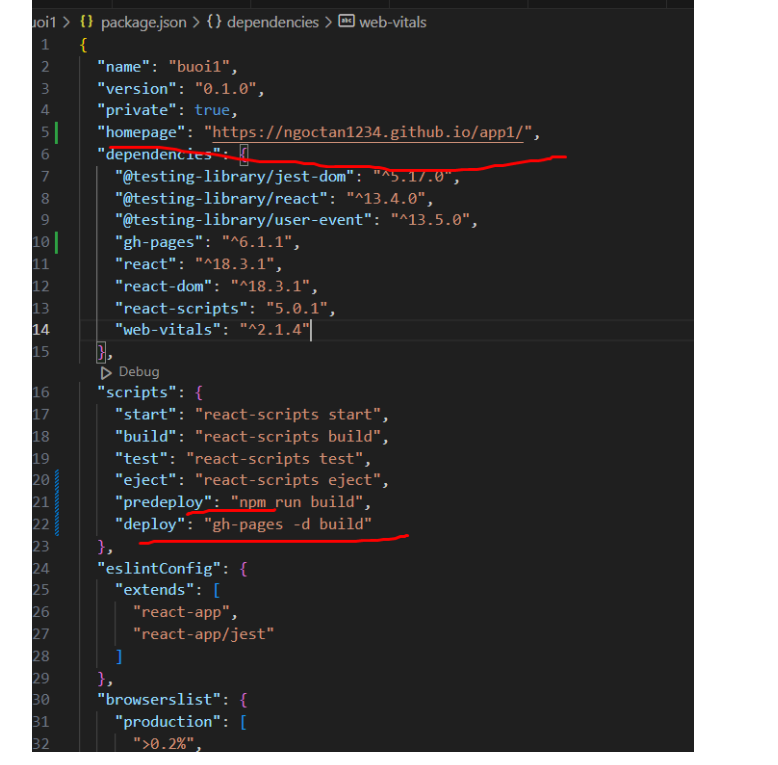 uoi1 > {} package.json > {} dependencies > web-vitals
1 {
2 "name": "buoi1",
3 "version": "0.1.0",
4 "private": true,
5 "homepage": "https://ngoctan1234.github.io/app1/",
6 "dependencies": {
7 "@testing-library/jest-dom": "^5.17.0",
8 "@testing-library/react": "^13.4.0",
9 "@testing-library/user-event": "^13.5.0",
10 "gh-pages": "^6.1.1",
11 "react": "^18.3.1",
12 "react-dom": "^18.3.1",
13 "react-scripts": "5.0.1",
14 "web-vitals": "^2.1.4"
15 },
Debug
16 "scripts": {
17 "start": "react-scripts start",
18 "build": "react-scripts build",
19 "test": "react-scripts test",
20 "eject": "react-scripts eject",
21 "predeploy": "npm run build",
22 "deploy": "gh-pages -d build"
23 },
24 "eslintConfig": {
25 "extends": [
26 "react-app",
27 "react-app/jest"
28 ]
29 },
30 "browserslist": {
31 "production": [
32 ">0.2%",